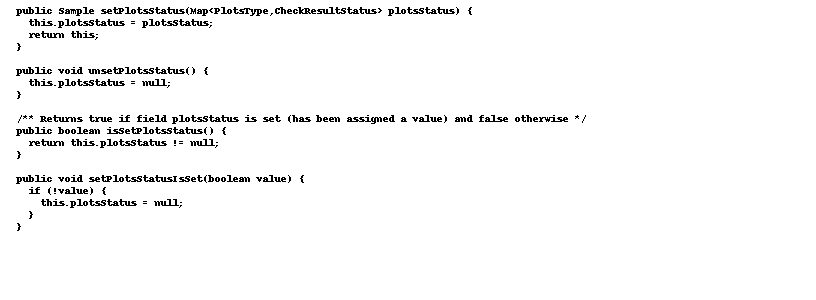 public Sample setPlotsStatus(Map<PlotsType,CheckResultStatus> plotsStatus) {
  this.plotsStatus = plotsStatus;
  return this;
}

public void unsetPlotsStatus() {
  this.plotsStatus = null;
}

/** Returns true if field plotsStatus is set (has been assigned a value) and false otherwise */
public boolean isSetPlotsStatus() {
  return this.plotsStatus != null;
}

public void setPlotsStatusIsSet(boolean value) {
  if (!value) {
    this.plotsStatus = null;
  }
}